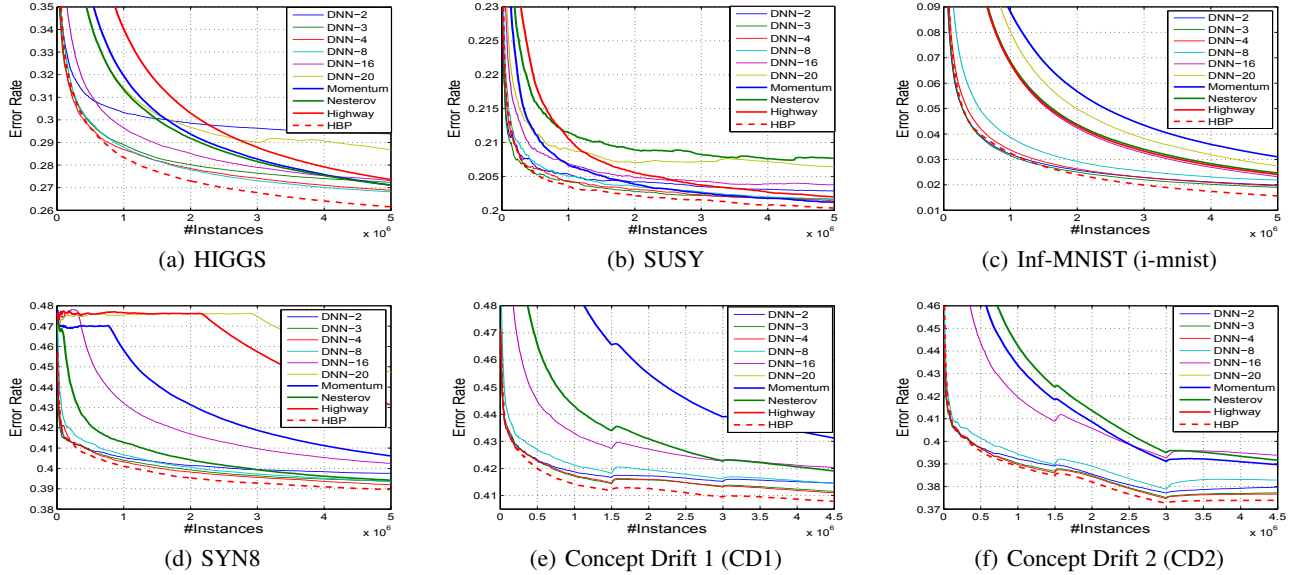 0.35
0.34
0.33
0.32
0.31
0.3
0.29
0.28
0.27
0.26
Error Rate
0
1
2
3
4
5
#Instances
x 10^6
DNN−2
DNN−3
DNN−4
DNN−8
DNN−16
DNN−20
Momentum
Nesterov
Highway
HBP
(a) HIGGS
0.23
0.225
0.22
0.215
0.21
0.205
0.2
Error Rate
0
1
2
3
4
5
#Instances
x 10^6
DNN−2
DNN−3
DNN−4
DNN−8
DNN−16
DNN−20
Momentum
Nesterov
Highway
HBP
(b) SUSY
0.09
0.08
0.07
0.06
0.05
0.04
0.03
0.02
0.01
Error Rate
0
1
2
3
4
5
#Instances
x 10^6
DNN−2
DNN−3
DNN−4
DNN−8
DNN−16
DNN−20
Momentum
Nesterov
Highway
HBP
(c) Inf-MNIST (i-mnist)
0.48
0.47
0.46
0.45
0.44
0.43
0.42
0.41
0.4
0.39
Error Rate
0
1
2
3
4
5
#Instances
x 10^6
DNN−2
DNN−3
DNN−4
DNN−8
DNN−16
DNN−20
Momentum
Nesterov
Highway
HBP
(d) SYN8
0.48
0.47
0.46
0.45
0.44
0.43
0.42
0.41
Error Rate
0
0.5
1
1.5
2
2.5
3
3.5
4
4.5
#Instances
x 10^6
DNN−2
DNN−3
DNN−4
DNN−8
DNN−16
DNN−20
Momentum
Nesterov
Highway
HBP
(e) Concept Drift 1 (CD1)
0.46
0.45
0.44
0.43
0.42
0.41
0.4
0.39
0.38
0.37
Error Rate
0
0.5
1
1.5
2
2.5
3
3.5
4
4.5
#Instances
x 10^6
DNN−2
DNN−3
DNN−4
DNN−8
DNN−16
DNN−20
Momentum
Nesterov
Highway
HBP
(f) Concept Drift 2 (CD2)